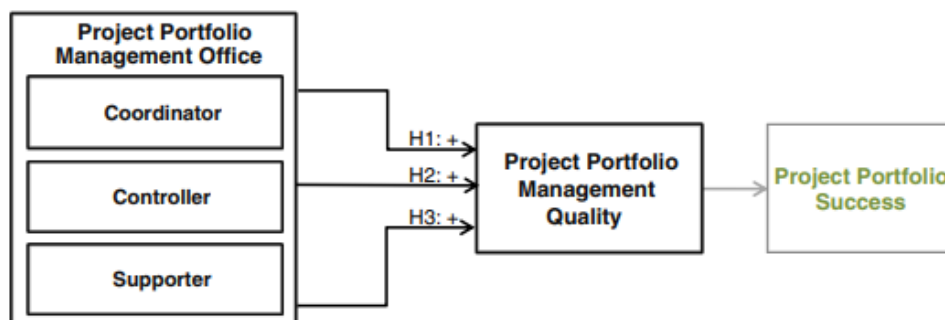 Project Portfolio
Management Office
Coordinator
Controller
Supporter
H1: +
H2: +
H3: +
Project Portfolio
Management
Quality
Project Portfolio
Success